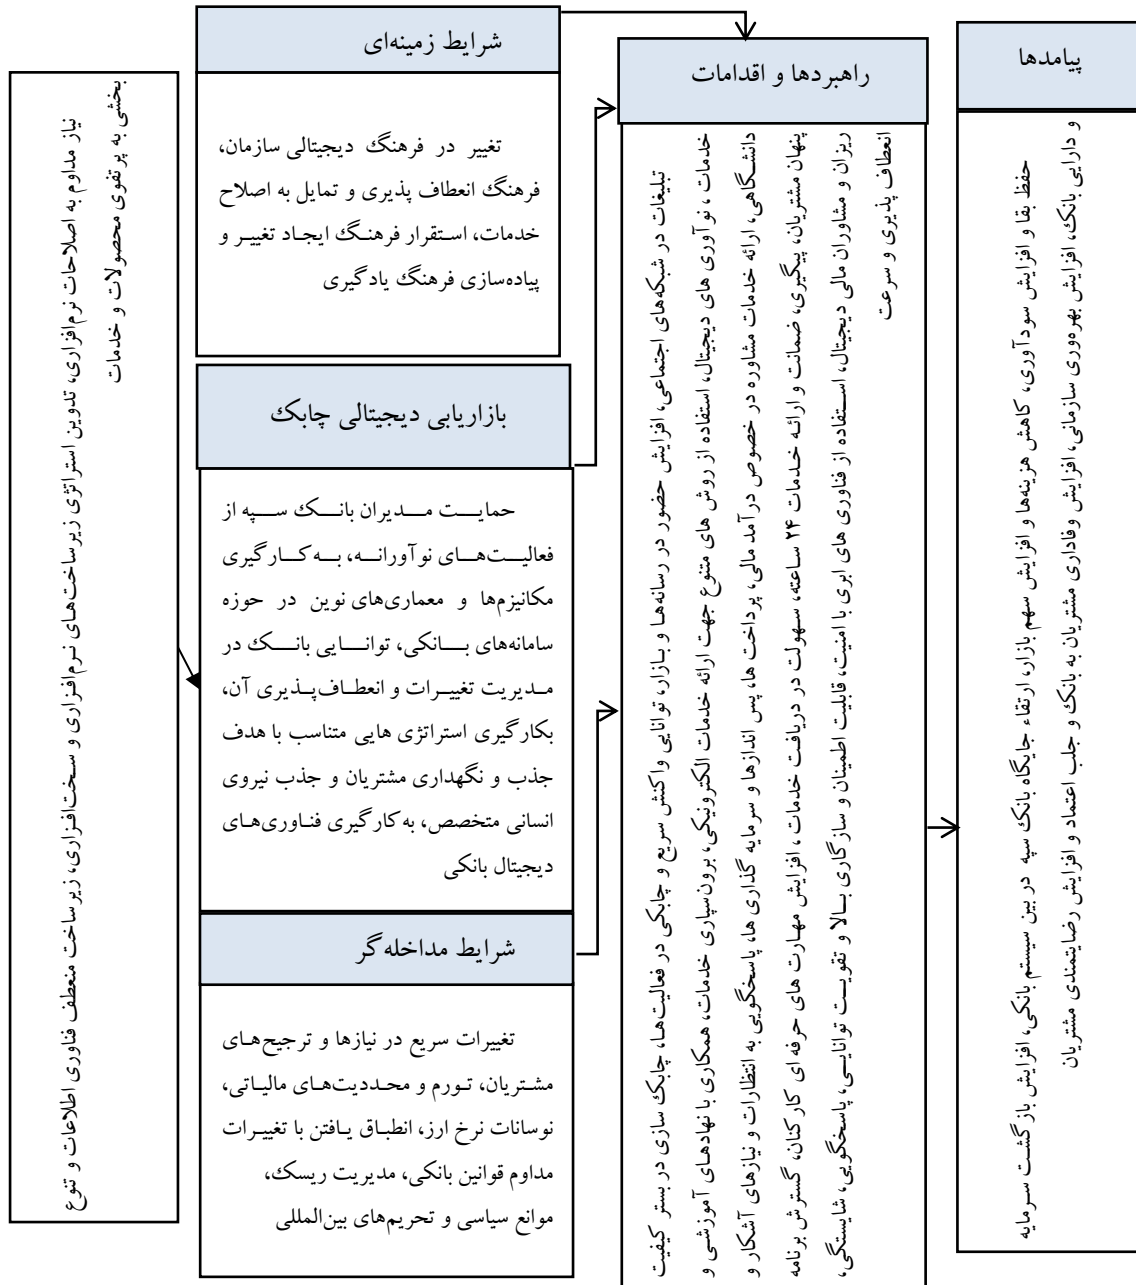 شرایط زمینه‌ای
تغییر در فرهنگ دیجیتالی سازمان،
فرهنگ انعطاف پذیری و تمایل به اصلاح
خدمات، استقرار فرهنگ ایجاد تغییر و
پیاده‌سازی فرهنگ یادگیری
بازاریابی دیجیتالی چابک
حمایت مدیران بانک سپه از
فعالیت‌های نوآورانه، به کارگیری
مکانیزم‌ها و معماری‌های نوین در حوزه
سامانه‌های بانکی، توانایی بانک در
مدیریت تغییرات و انعطاف‌پذیری آن،
بکارگیری استراتژی هایی متناسب با هدف
جذب و نگهداری مشتریان و جذب نیروی
انسانی متخصص، به کارگیری فناوری‌های
دیجیتال بانکی
شرایط مداخله گر
تغییرات سریع در نیازها و ترجیح‌های
مشتریان، تورم و محددیت‌های مالیاتی،
نوسانات نرخ ارز، انطباق یافتن با تغییرات
مداوم قوانین بانکی، مدیریت ریسک،
موانع سیاسی و تحریم‌های بین‌المللی
نیاز مداوم به اصلاحات نرم‌افزاری، تدوین استراتژی زیرساخت‌های نرم‌افزاری و سخت‌افزاری، زیرساخت منعطف فناوری اطلاعات و تنوع
بخشی به پرتفوی محصولات و خدمات
راهبردها و اقدامات
تبلیغات در شبکه‌های اجتماعی، افزایش حضور در رسانه‌ها و بازار، توانایی واکنش سریع و چابکی در فعالیت‌ها، چابک سازی در بستر کیفیت
خدمات ، نوآوری های دیجیتال، استفاده از روش های متنوع جهت ارائه خدمات الکترونیکی، برون‌سپاری خدمات، همکاری با نهادهای آموزشی و
دانشگاهی، ارائه خدمات مشاوره در خصوص درآمد مالی، پرداخت ها، پس اندازها و سرمایه گذاری ها، پاسخگویی به انتظارات و نیازهای آشکار و
پنهان مشتریان، پیگیری، ضمانت و ارائه خدمات ۲۴ ساعته، سهولت در دریافت خدمات ، افزایش مهارت های حرفه ای کارکنان، گسترش برنامه
ریزان و مشاوران مالی دیجیتال، استفاده از فناوری های ابری با امنیت، قابلیت اطمینان و سازگاری بالا و تقویت توانایی، پاسخگویی، شایستگی،
انعطاف پذیری و سرعت
پیامدها
حفظ بقا و افزایش سودآوری، کاهش هزینه‌ها و افزایش سهم بازار، ارتقاء جایگاه بانک سپه در بین سیستم بانکی، افزایش بازگشت سرمایه
و دارایی بانک، افزایش بهره‌وری سازمانی، افزایش وفاداری مشتریان به بانک و جلب اعتماد و افزایش رضایتمندی مشتریان